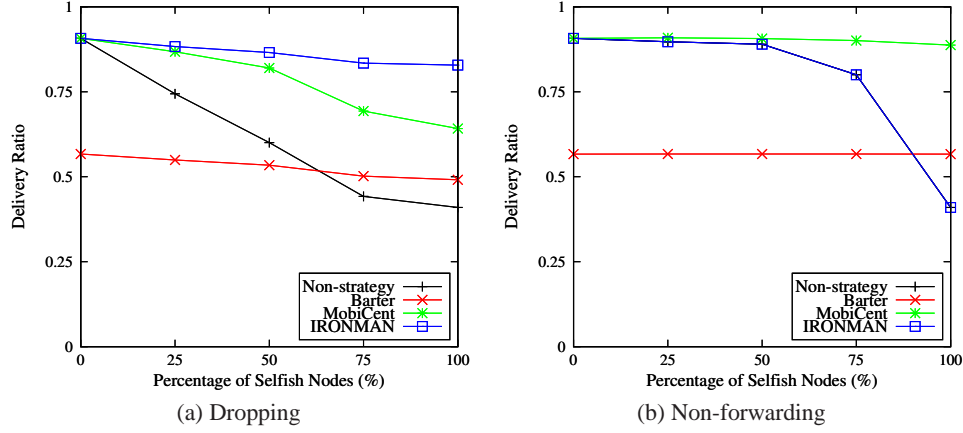 1
0.75
0.5
0.25
0
Delivery Ratio
Non-strategy
Barter
MobiCent
IRONMAN
0 25 50 75 100
Percentage of Selfish Nodes (%)
(a) Dropping
1
0.75
0.5
0.25
0
Delivery Ratio
Non-strategy
Barter
MobiCent
IRONMAN
0 25 50 75 100
Percentage of Selfish Nodes (%)
(b) Non-forwarding